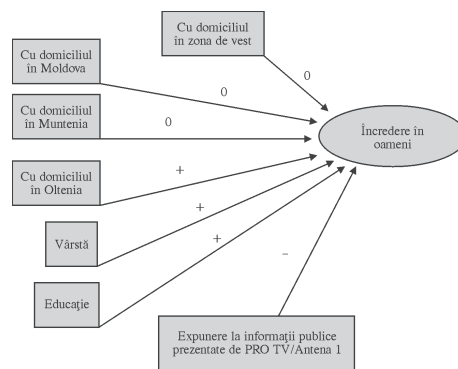 Cu domiciliul
în zona de vest
Cu domiciliul
în Moldova
0
0
Cu domiciliul
în Muntenia
0
Încredere în
oameni
Cu domiciliul
în Oltenia
+
+
Vârstă
+
–
Educație
Expunere la informații publice
prezentate de PRO TV/Antena 1